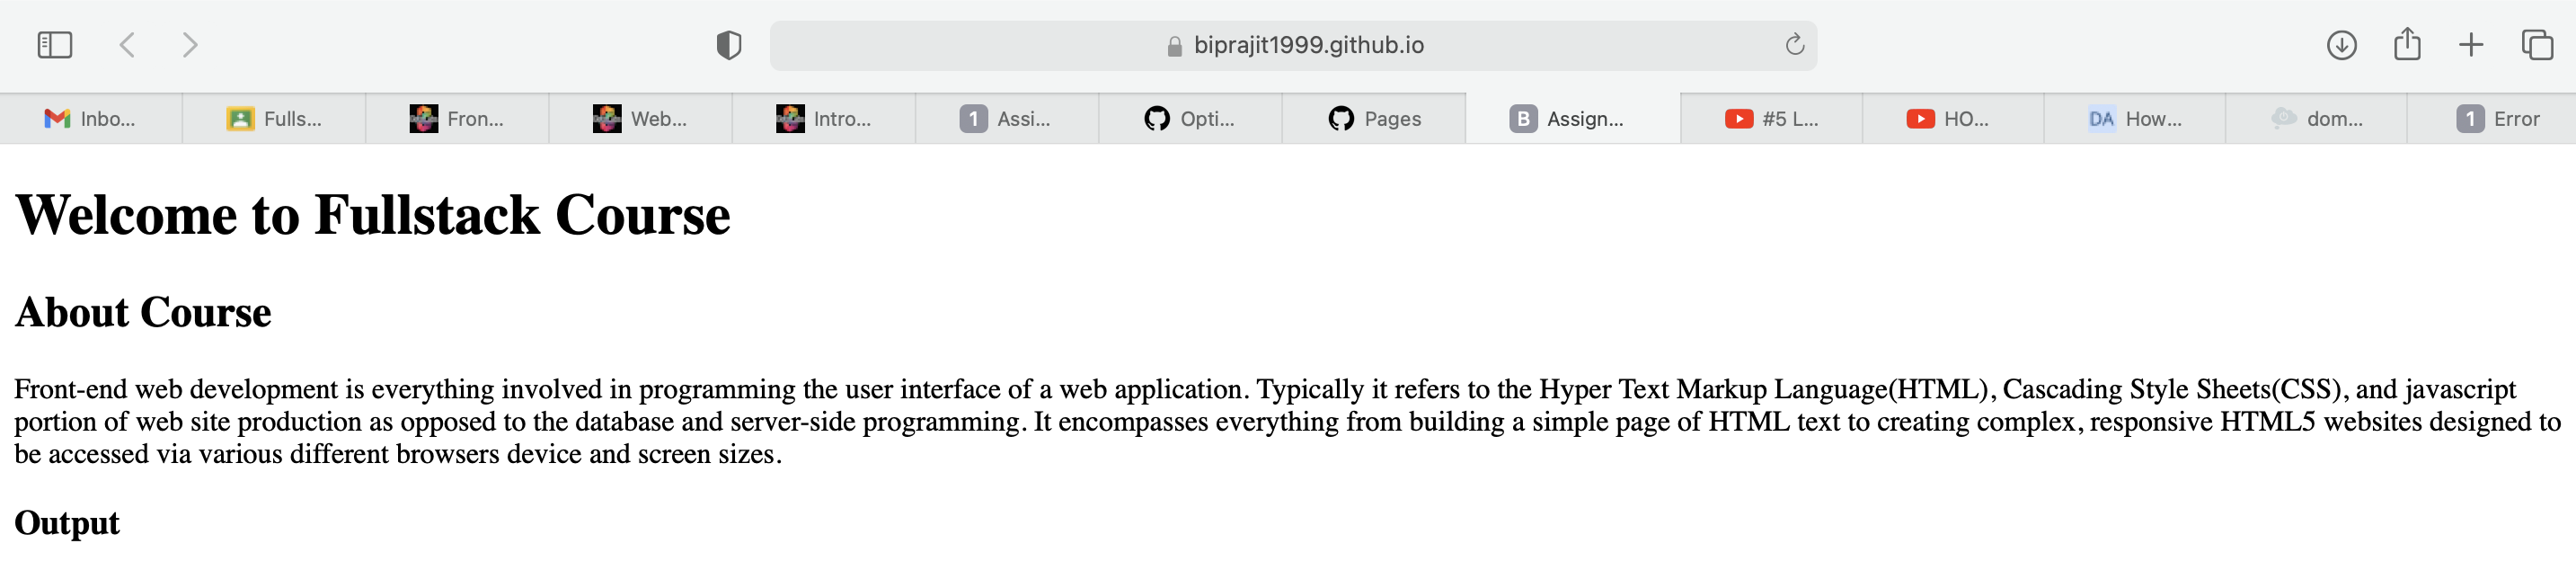 biprajit1999.github.io
Inbo... Fulls... Fron... Web... Intro... 1 Assi... Opti... Pages B Assign... #5 L... HO... DA How... dom... 1 Error
Welcome to Fullstack Course
About Course
Front-end web development is everything involved in programming the user interface of a web application. Typically it refers to the Hyper Text Markup Language(HTML), Cascading Style Sheets(CSS), and javascript
portion of web site production as opposed to the database and server-side programming. It encompasses everything from building a simple page of HTML text to creating complex, responsive HTML5 websites designed to
be accessed via various different browsers device and screen sizes.
Output